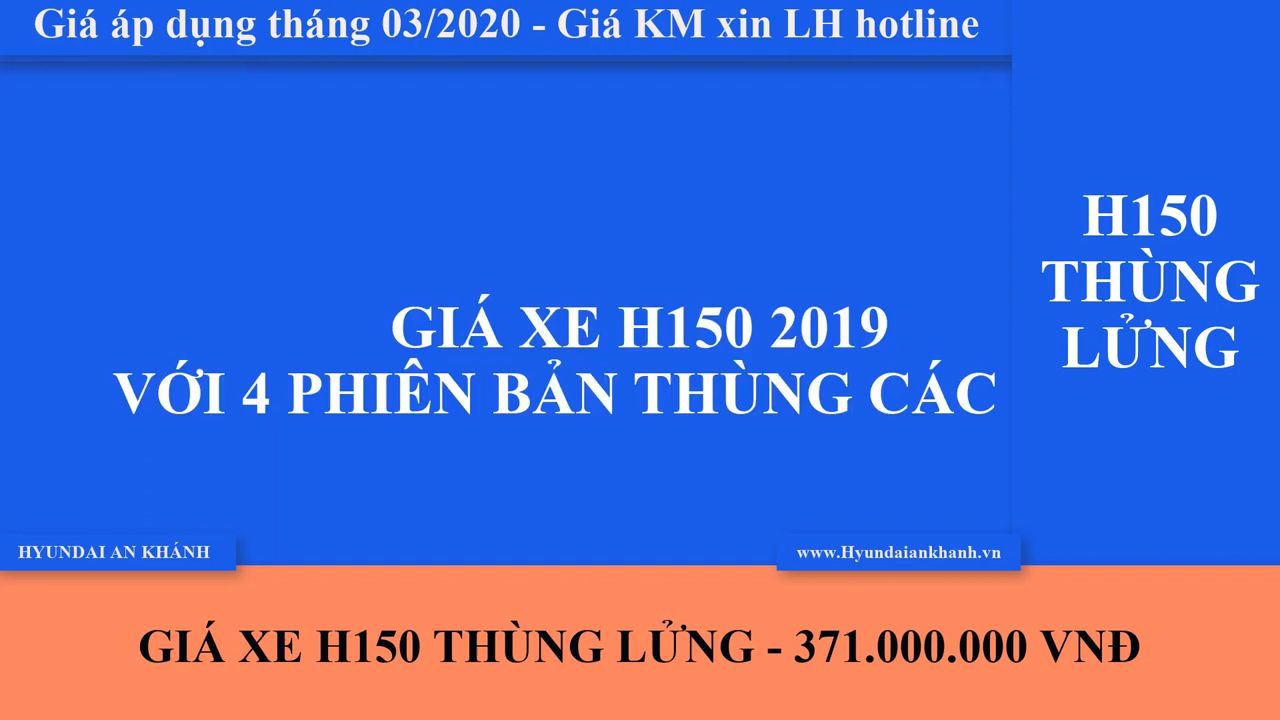 Giá áp dụng tháng 03/2020 - Giá KM xin LH hotline
H150
THÙNG
LỬNG
GIÁ XE H150 2019
VỚI 4 PHIÊN BẢN THÙNG CÁC
HYUNDAI AN KHÁNH
www.Hyundaiankhanh.vn
GIÁ XE H150 THÙNG LỬNG - 371.000.000 VNĐ